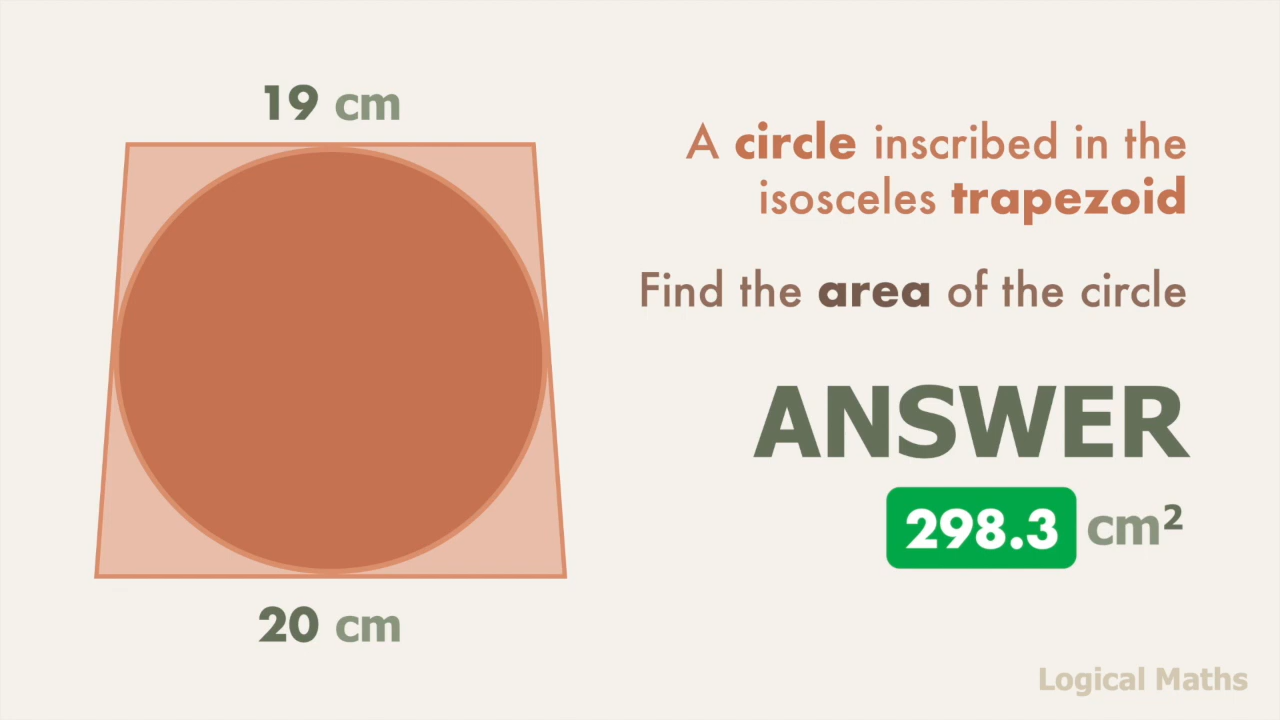 19 cm
A circle inscribed in the
isosceles trapezoid
Find the area of the circle
ANSWER
298.3 cm²
20 cm
Logical Maths